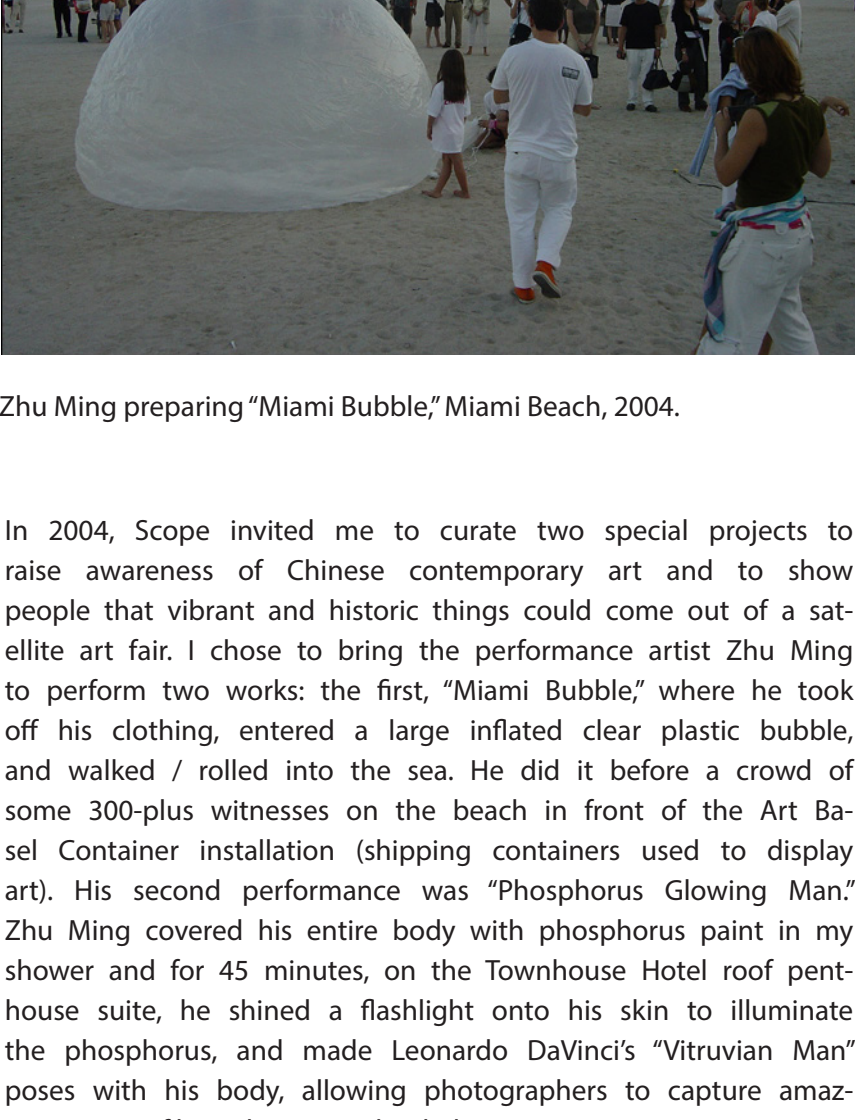 Zhu Ming preparing “Miami Bubble,” Miami Beach, 2004.
In 2004, Scope invited me to curate two special projects to
raise awareness of Chinese contemporary art and to show
people that vibrant and historic things could come out of a sat-
ellite art fair. I chose to bring the performance artist Zhu Ming
to perform two works: the first, “Miami Bubble,” where he took
off his clothing, entered a large inflated clear plastic bubble,
and walked / rolled into the sea. He did it before a crowd of
some 300-plus witnesses on the beach in front of the Art Ba-
sel Container installation (shipping containers used to display
art). His second performance was “Phosphorus Glowing Man.”
Zhu Ming covered his entire body with phosphorus paint in my
shower and for 45 minutes, on the Townhouse Hotel roof pent-
house suite, he shined a flashlight onto his skin to illuminate
the phosphorus, and made Leonardo DaVinci’s “Vitruvian Man”
poses with his body, allowing photographers to capture amaz-